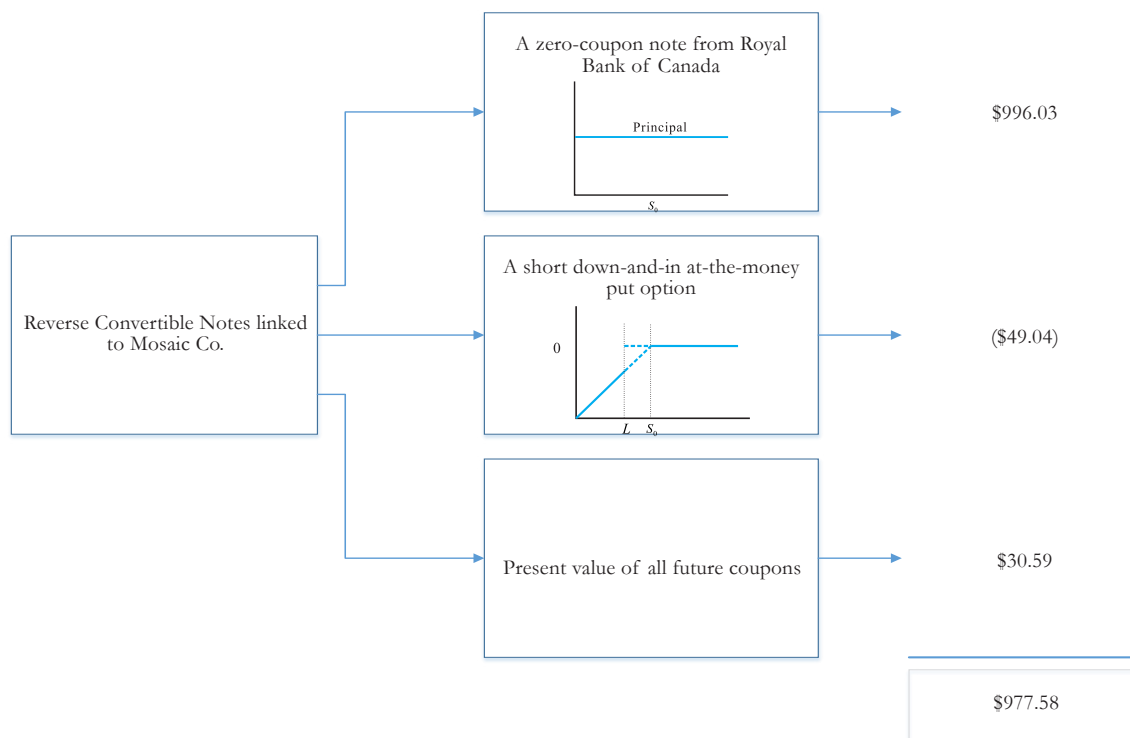 A zero-coupon note from Royal
Bank of Canada
Principal
S₀
$996.03
Reverse Convertible Notes linked
to Mosaic Co.
A short down-and-in at-the-money
put option
0
L S₀
($49.04)
Present value of all future coupons
$30.59
$977.58